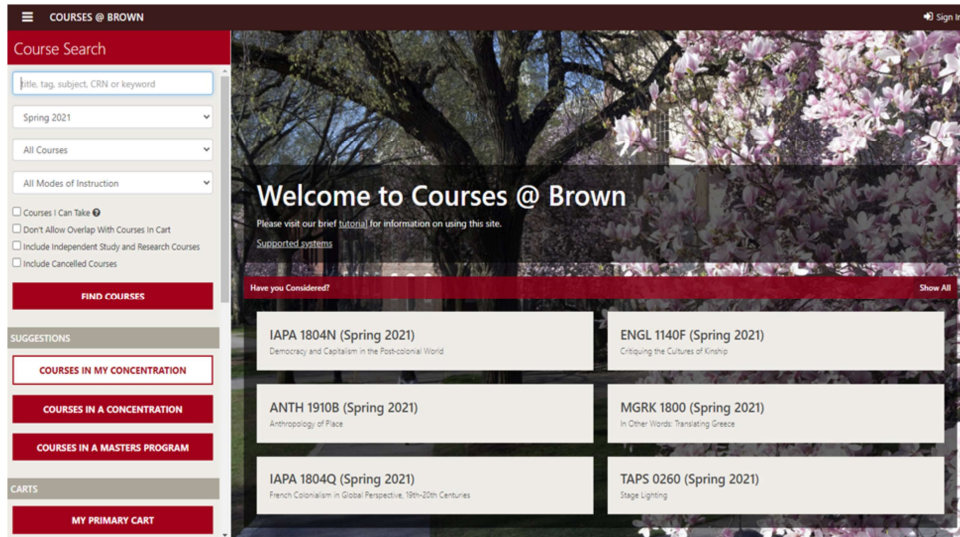 COURSES @ BROWN
Sign In
Course Search
title, tag, subject, CRN or keyword
Spring 2021
All Courses
All Modes of Instruction
Courses I Can Take
Don't Allow Overlap With Courses In Cart
Include Independent Study and Research Courses
Include Cancelled Courses
FIND COURSES
SUGGESTIONS
COURSES IN MY CONCENTRATION
COURSES IN A CONCENTRATION
COURSES IN A MASTERS PROGRAM
CARTS
MY PRIMARY CART
Welcome to Courses @ Brown
Please visit our brief tutorial for information on using this site.
Supported systems
Have you Considered?
Show All
IAPA 1804N (Spring 2021)
Democracy and Capitalism in the Post-colonial World
ENGL 1140F (Spring 2021)
Critiquing the Cultures of Kinship
ANTH 1910B (Spring 2021)
Anthropology of Place
MGRK 1800 (Spring 2021)
In Other Words: Translating Greece
IAPA 1804Q (Spring 2021)
French Colonialism in Global Perspective, 19th-20th Centuries
TAPS 0260 (Spring 2021)
Stage Lighting